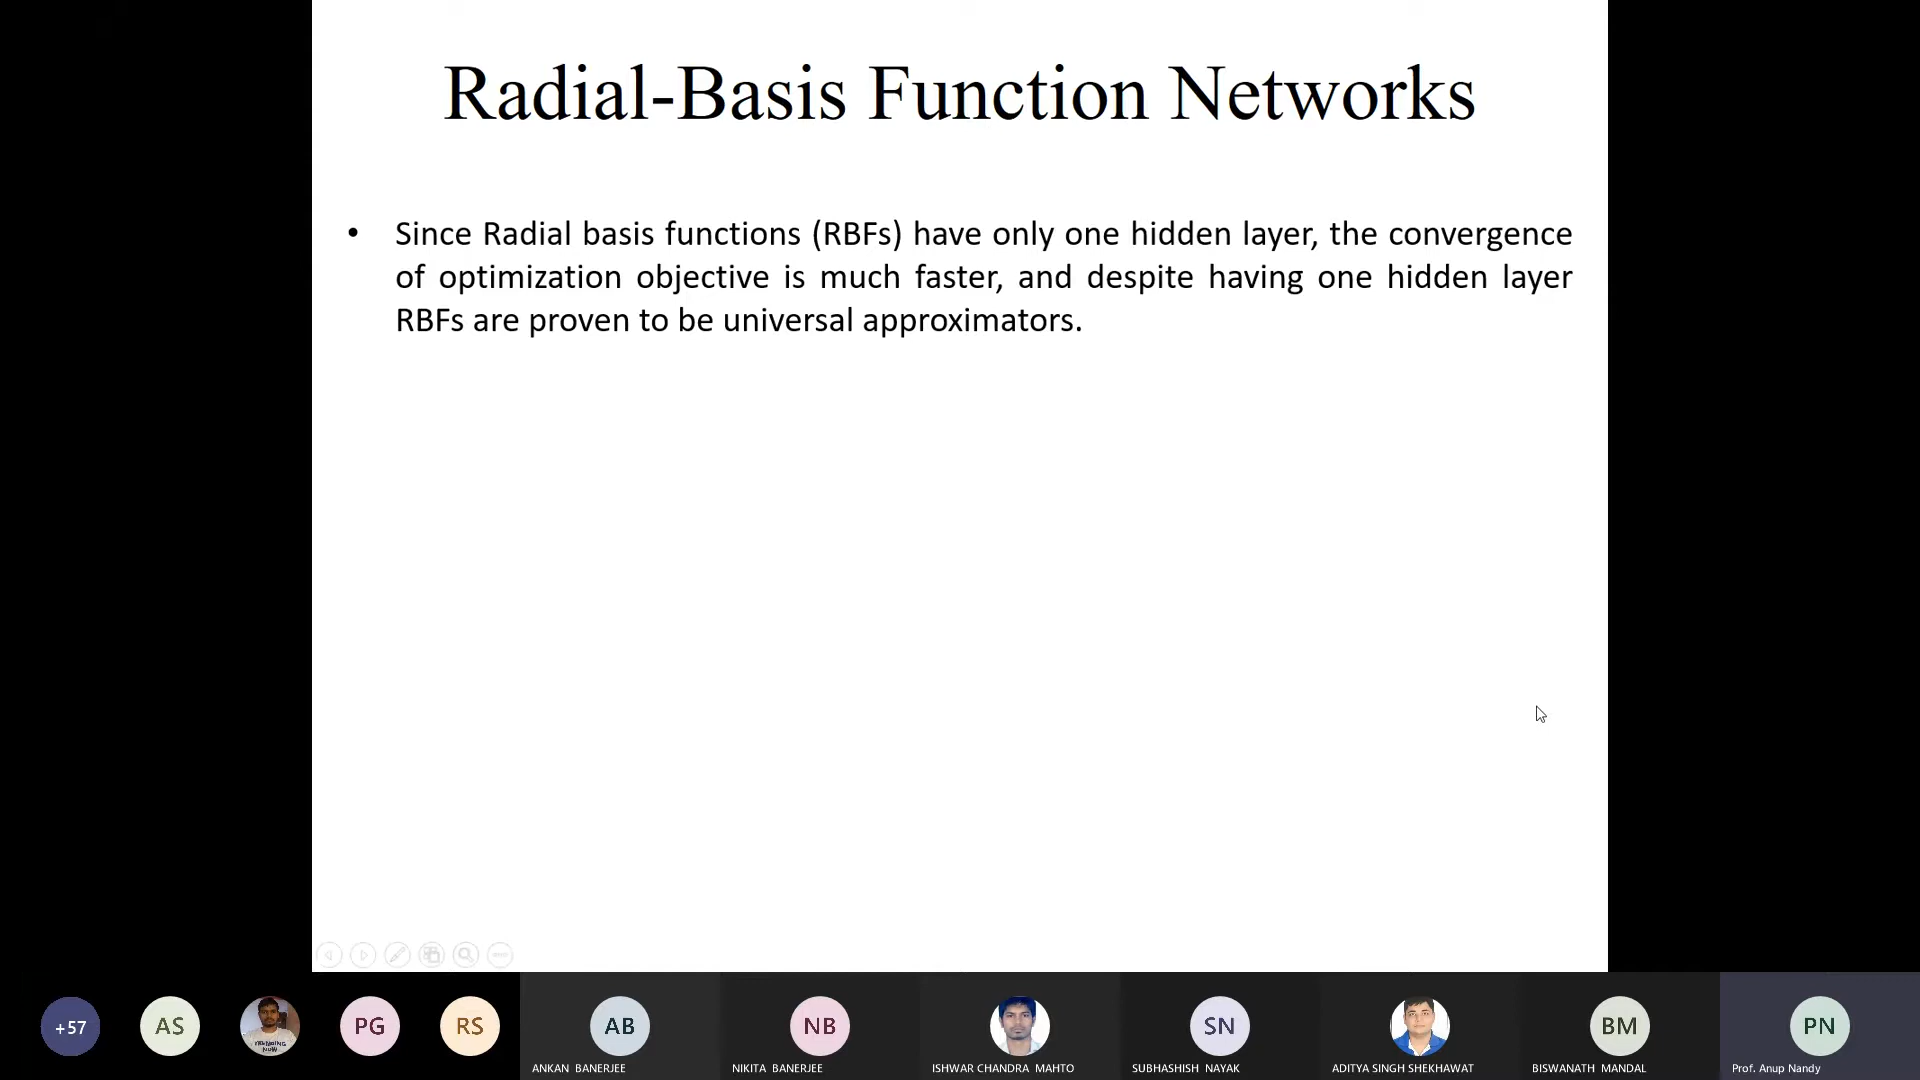 Radial-Basis Function Networks
• Since Radial basis functions (RBFs) have only one hidden layer, the convergence
of optimization objective is much faster, and despite having one hidden layer
RBFs are proven to be universal approximators.
+57
AS
PG
RS
AB
NB
SN
BM
PN
TRENDING
NOW
ANKAN BANERJEE
NIKITA BANERJEE
ISHWAR CHANDRA MAHTO
SUBHASHISH NAYAK
ADITYA SINGH SHEKHAWAT
BISWANATH MANDAL
Prof. Anup Nandy